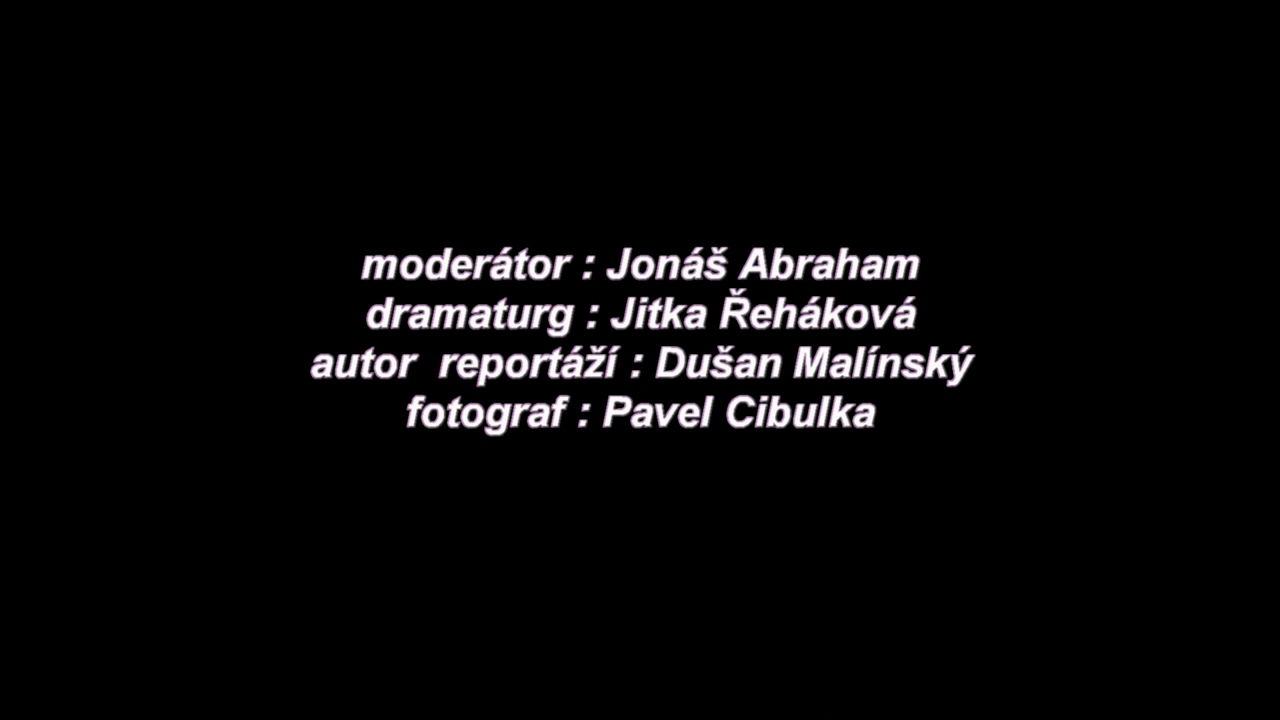 moderátor : Jonáš Abraham
dramaturg : Jitka Řeháková
autor  reportáží : Dušan Malínský
fotograf : Pavel Cibulka